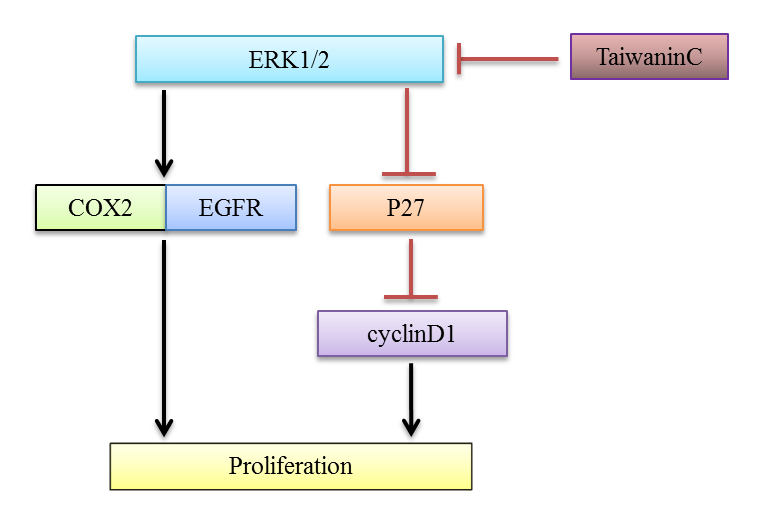 ERK1/2
TaiwaninC
COX2
EGFR
P27
cyclinD1
Proliferation